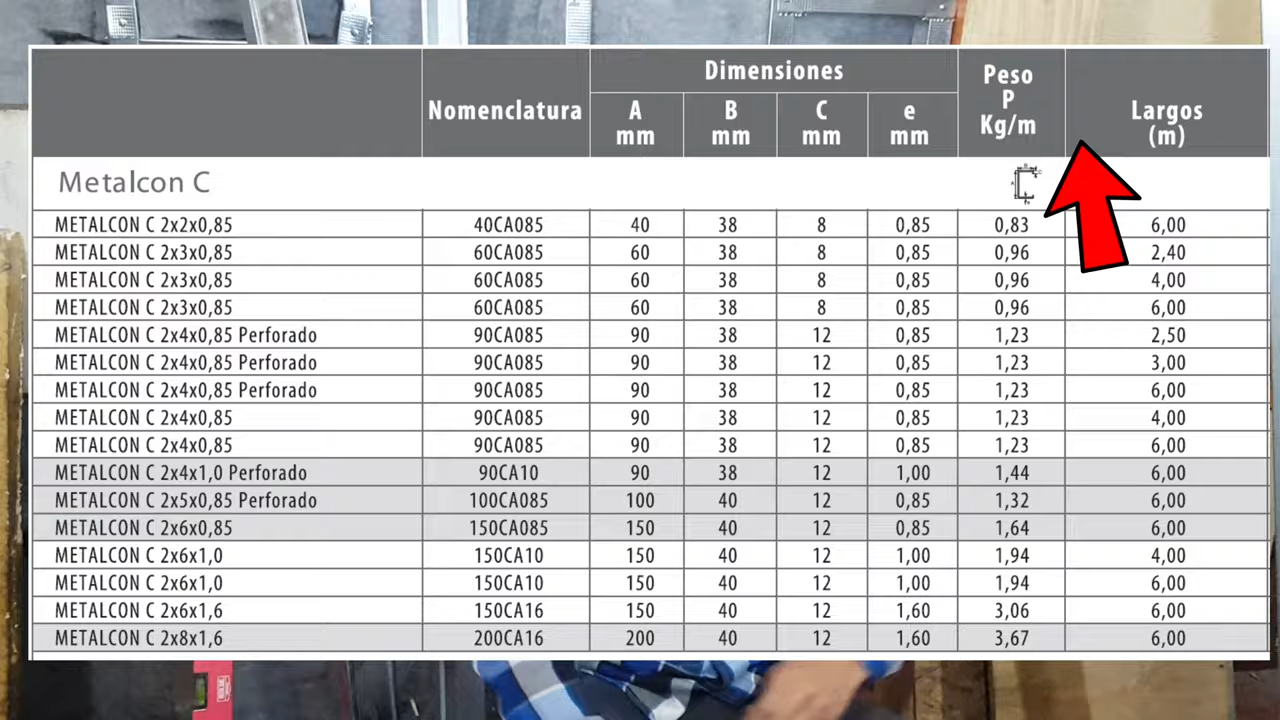 Nomenclatura Dimensiones Peso P Kg/m Largos (m)
A mm B mm C mm e mm
Metalcon C
METALCON C 2x2x0,85 40CA085 40 38 8 0,85 0,83 6,00
METALCON C 2x3x0,85 60CA085 60 38 8 0,85 0,96 2,40
METALCON C 2x3x0,85 60CA085 60 38 8 0,85 0,96 4,00
METALCON C 2x3x0,85 60CA085 60 38 8 0,85 0,96 6,00
METALCON C 2x4x0,85 Perforado 90CA085 90 38 12 0,85 1,23 2,50
METALCON C 2x4x0,85 Perforado 90CA085 90 38 12 0,85 1,23 3,00
METALCON C 2x4x0,85 Perforado 90CA085 90 38 12 0,85 1,23 6,00
METALCON C 2x4x0,85 90CA085 90 38 12 0,85 1,23 4,00
METALCON C 2x4x0,85 90CA085 90 38 12 0,85 1,23 6,00
METALCON C 2x4x1,0 Perforado 90CA10 90 38 12 1,00 1,44 6,00
METALCON C 2x5x0,85 Perforado 100CA085 100 40 12 0,85 1,32 6,00
METALCON C 2x6x0,85 150CA085 150 40 12 0,85 1,64 6,00
METALCON C 2x6x1,0 150CA10 150 40 12 1,00 1,94 4,00
METALCON C 2x6x1,0 150CA10 150 40 12 1,00 1,94 6,00
METALCON C 2x6x1,6 150CA16 150 40 12 1,60 3,06 6,00
METALCON C 2x8x1,6 200CA16 200 40 12 1,60 3,67 6,00